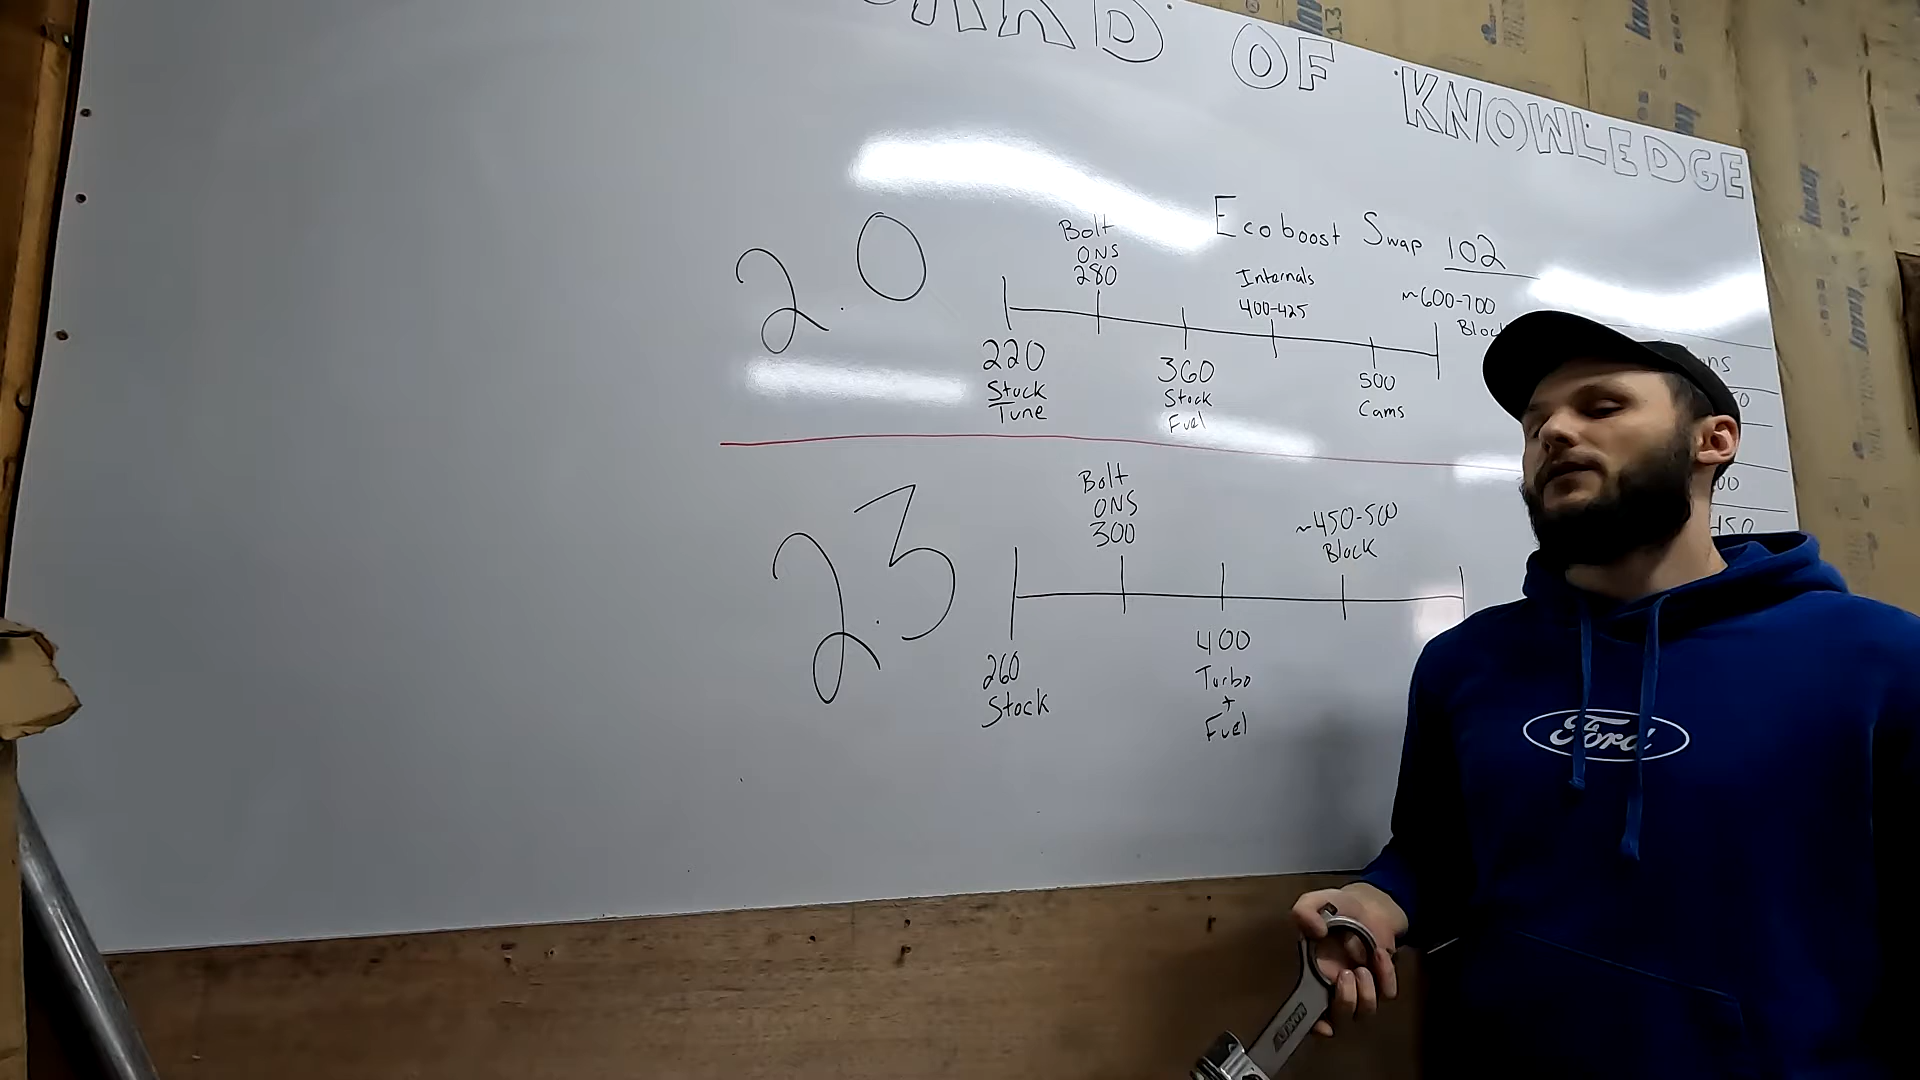 OF KNOWLEDGE
Ecoboost Swap 102
2.0
Bolt
ONS
280
Internals
400-425
~600-700
220
Stock
Tune
360
Stock
Fuel
500
Cams
2.3
Bolt
ONS
300
~450-500
Block
260
Stock
400
Turbo
+
Fuel
450
Ford